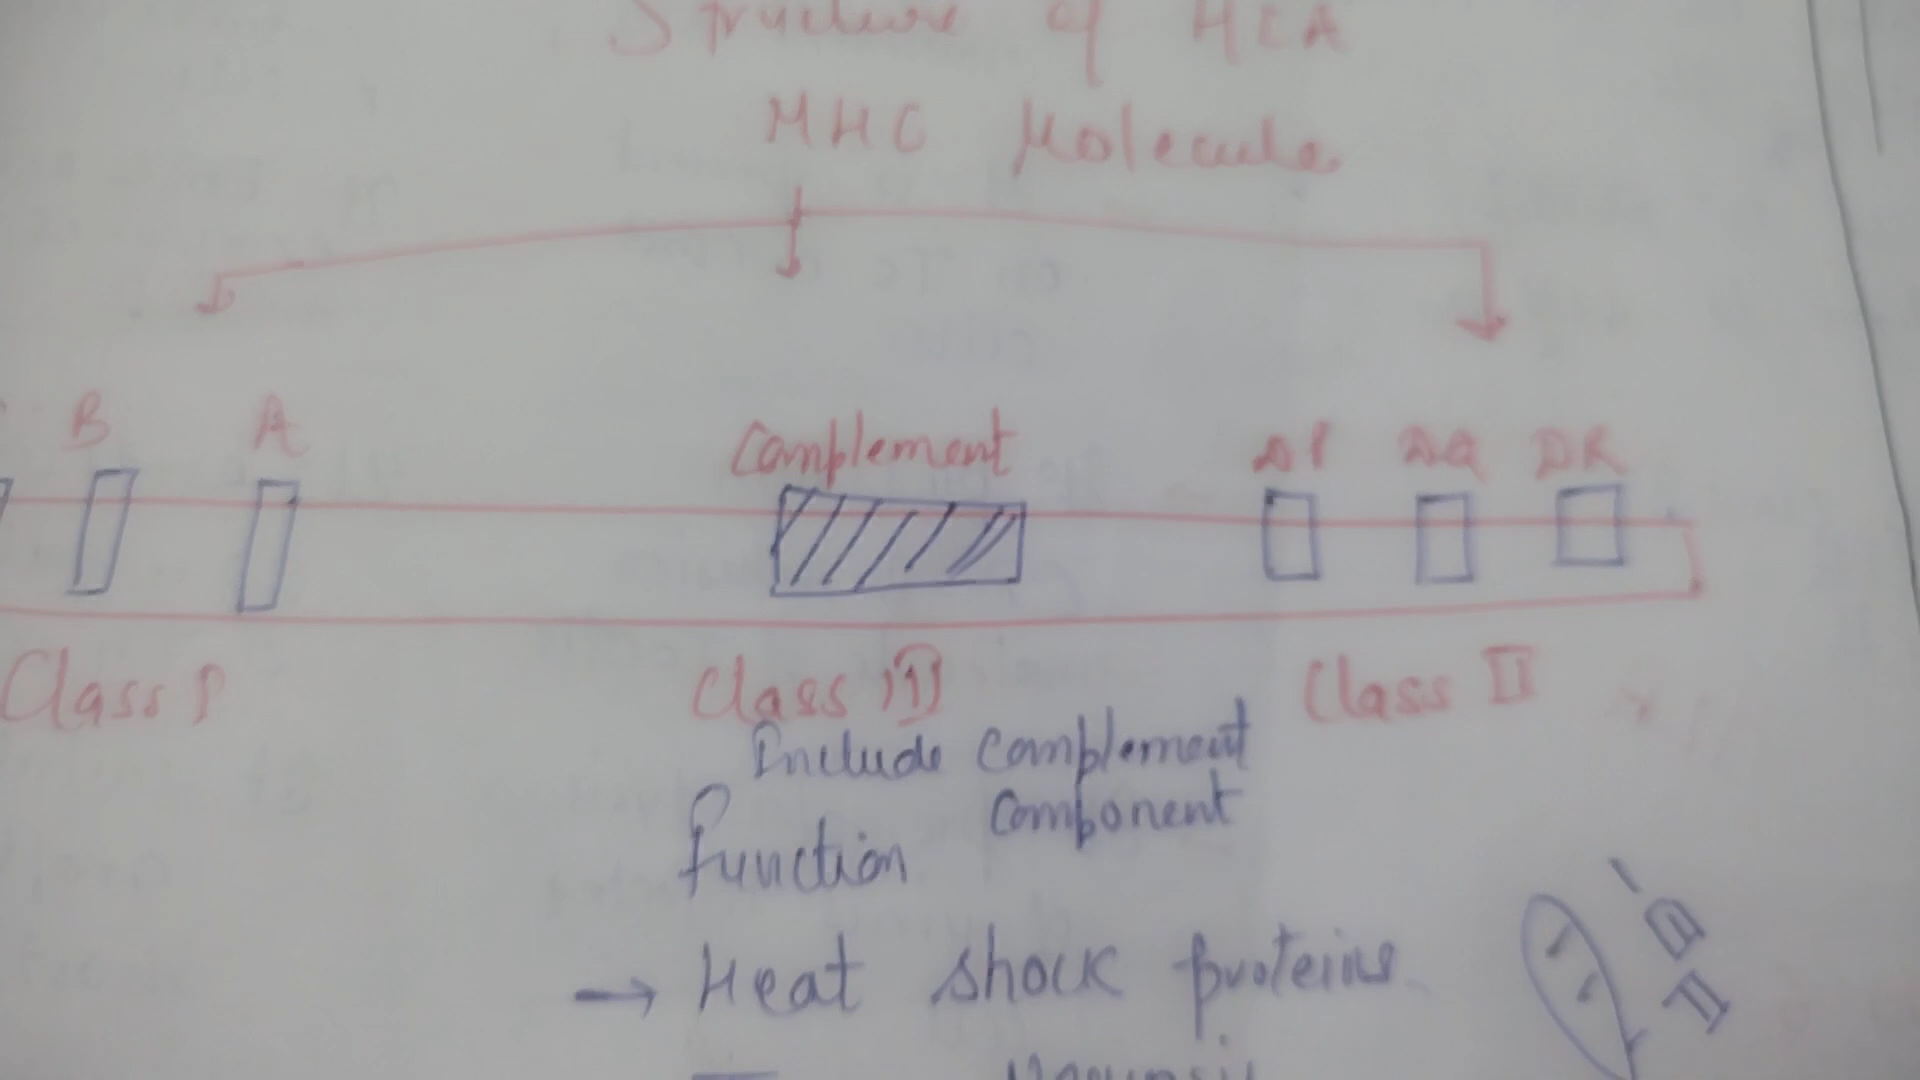 Structure of HLA
MHC Molecule
B A Complement DP DQ DR
Class I Class III Class II
Include Complement
Component
function
→ Heat shock proteins